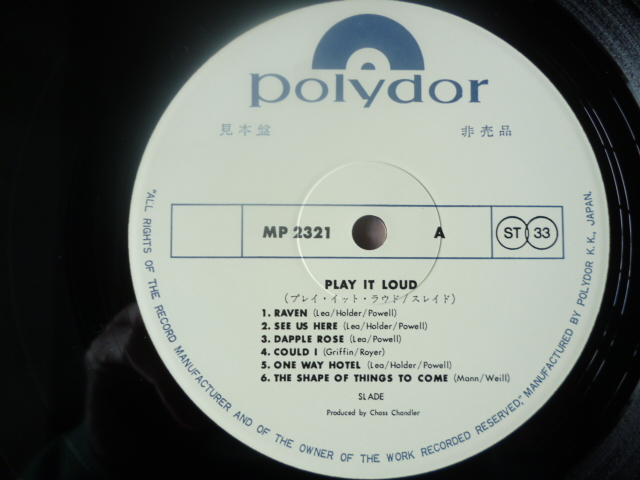 polydor
見本盤 非売品
MP 2321 A ST 33
PLAY IT LOUD
(プレイ・イット・ラウド/スレイド)
1. RAVEN (Lea/Holder/Powell)
2. SEE US HERE (Lea/Holder/Powell)
3. DAPPLE ROSE (Lea/Powell)
4. COULD I (Griffin/Royer)
5. ONE WAY HOTEL (Lea/Holder/Powell)
6. THE SHAPE OF THINGS TO COME (Mann/Weill)
SLADE
Produced by Chass Chandler
"ALL RIGHTS OF THE RECORD MANUFACTURER AND OF THE OWNER OF THE WORK RECORDED RESERVED," MANUFACTURED BY POLYDOR K.K., JAPAN.